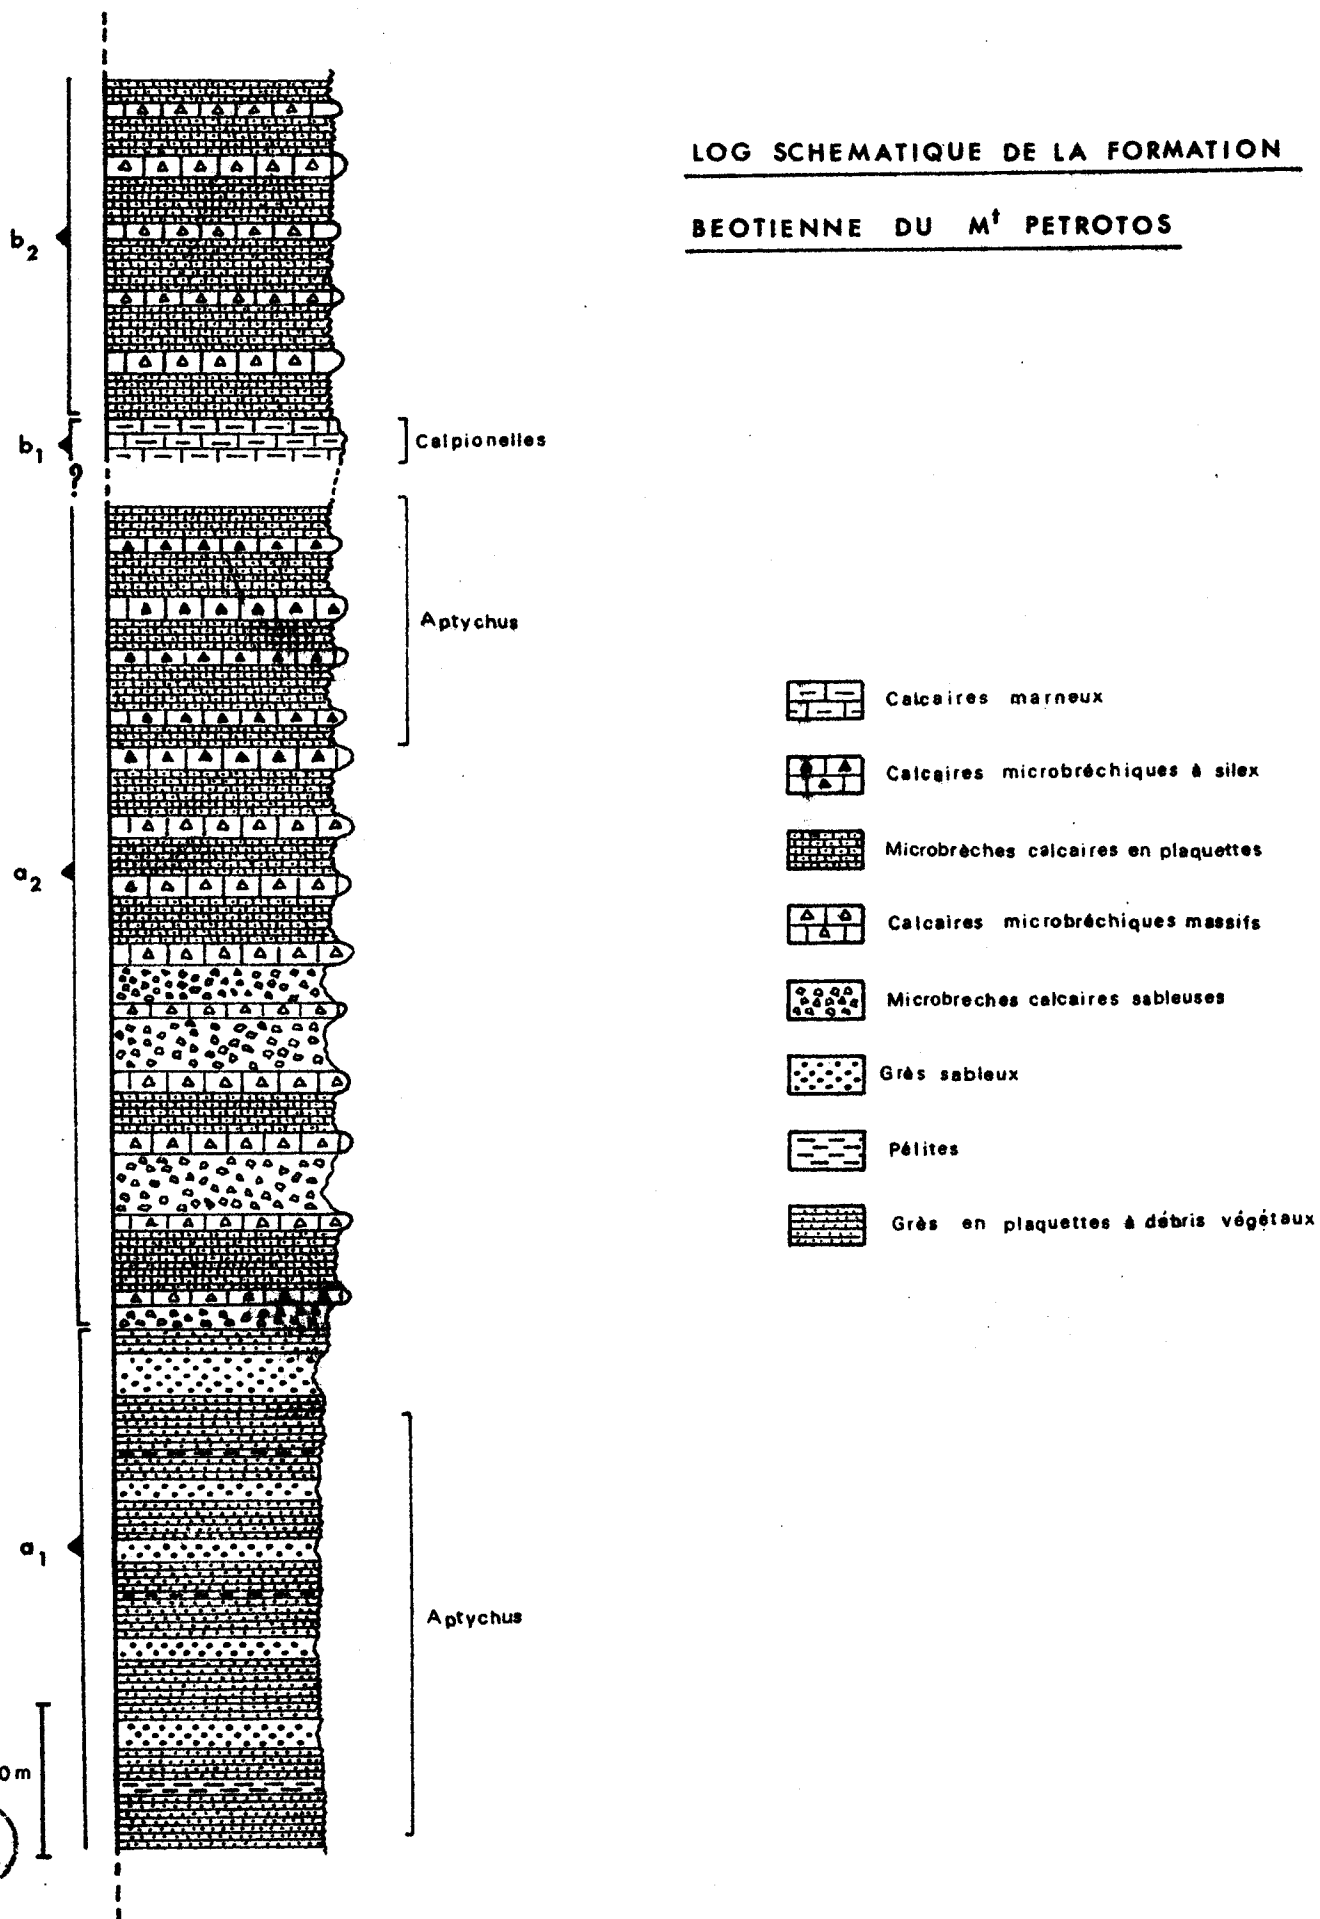 LOG SCHEMATIQUE DE LA FORMATION
BEOTIENNE DU Mt PETROTOS
b2
b1
?
Calpionelles
Aptychus
a2
a1
Aptychus
0m
Calcaires marneux
Calcaires microbréchiques à silex
Microbrèches calcaires en plaquettes
Calcaires microbréchiques massifs
Microbreches calcaires sableuses
Grès sableux
Pélites
Grès en plaquettes à débris végétaux